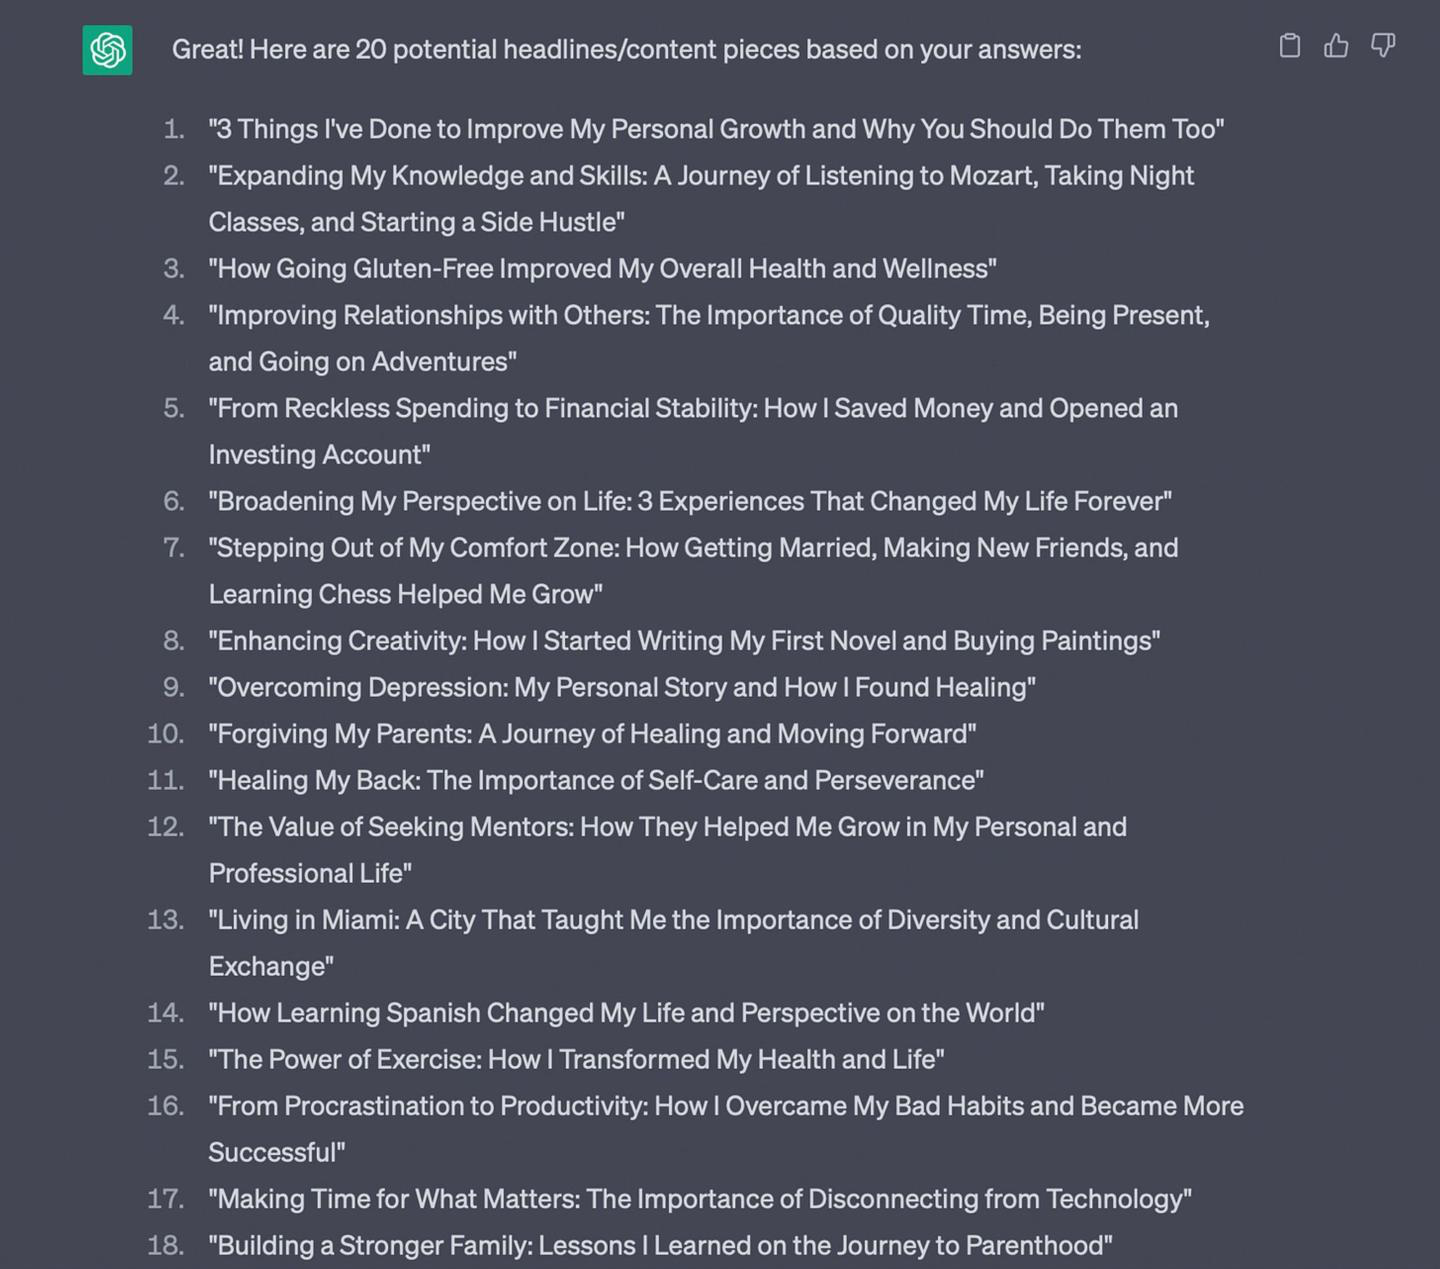 Great! Here are 20 potential headlines/content pieces based on your answers:
1. "3 Things I've Done to Improve My Personal Growth and Why You Should Do Them Too"
2. "Expanding My Knowledge and Skills: A Journey of Listening to Mozart, Taking Night
Classes, and Starting a Side Hustle"
3. "How Going Gluten-Free Improved My Overall Health and Wellness"
4. "Improving Relationships with Others: The Importance of Quality Time, Being Present,
and Going on Adventures"
5. "From Reckless Spending to Financial Stability: How I Saved Money and Opened an
Investing Account"
6. "Broadening My Perspective on Life: 3 Experiences That Changed My Life Forever"
7. "Stepping Out of My Comfort Zone: How Getting Married, Making New Friends, and
Learning Chess Helped Me Grow"
8. "Enhancing Creativity: How I Started Writing My First Novel and Buying Paintings"
9. "Overcoming Depression: My Personal Story and How I Found Healing"
10. "Forgiving My Parents: A Journey of Healing and Moving Forward"
11. "Healing My Back: The Importance of Self-Care and Perseverance"
12. "The Value of Seeking Mentors: How They Helped Me Grow in My Personal and
Professional Life"
13. "Living in Miami: A City That Taught Me the Importance of Diversity and Cultural
Exchange"
14. "How Learning Spanish Changed My Life and Perspective on the World"
15. "The Power of Exercise: How I Transformed My Health and Life"
16. "From Procrastination to Productivity: How I Overcame My Bad Habits and Became More
Successful"
17. "Making Time for What Matters: The Importance of Disconnecting from Technology"
18. "Building a Stronger Family: Lessons I Learned on the Journey to Parenthood"